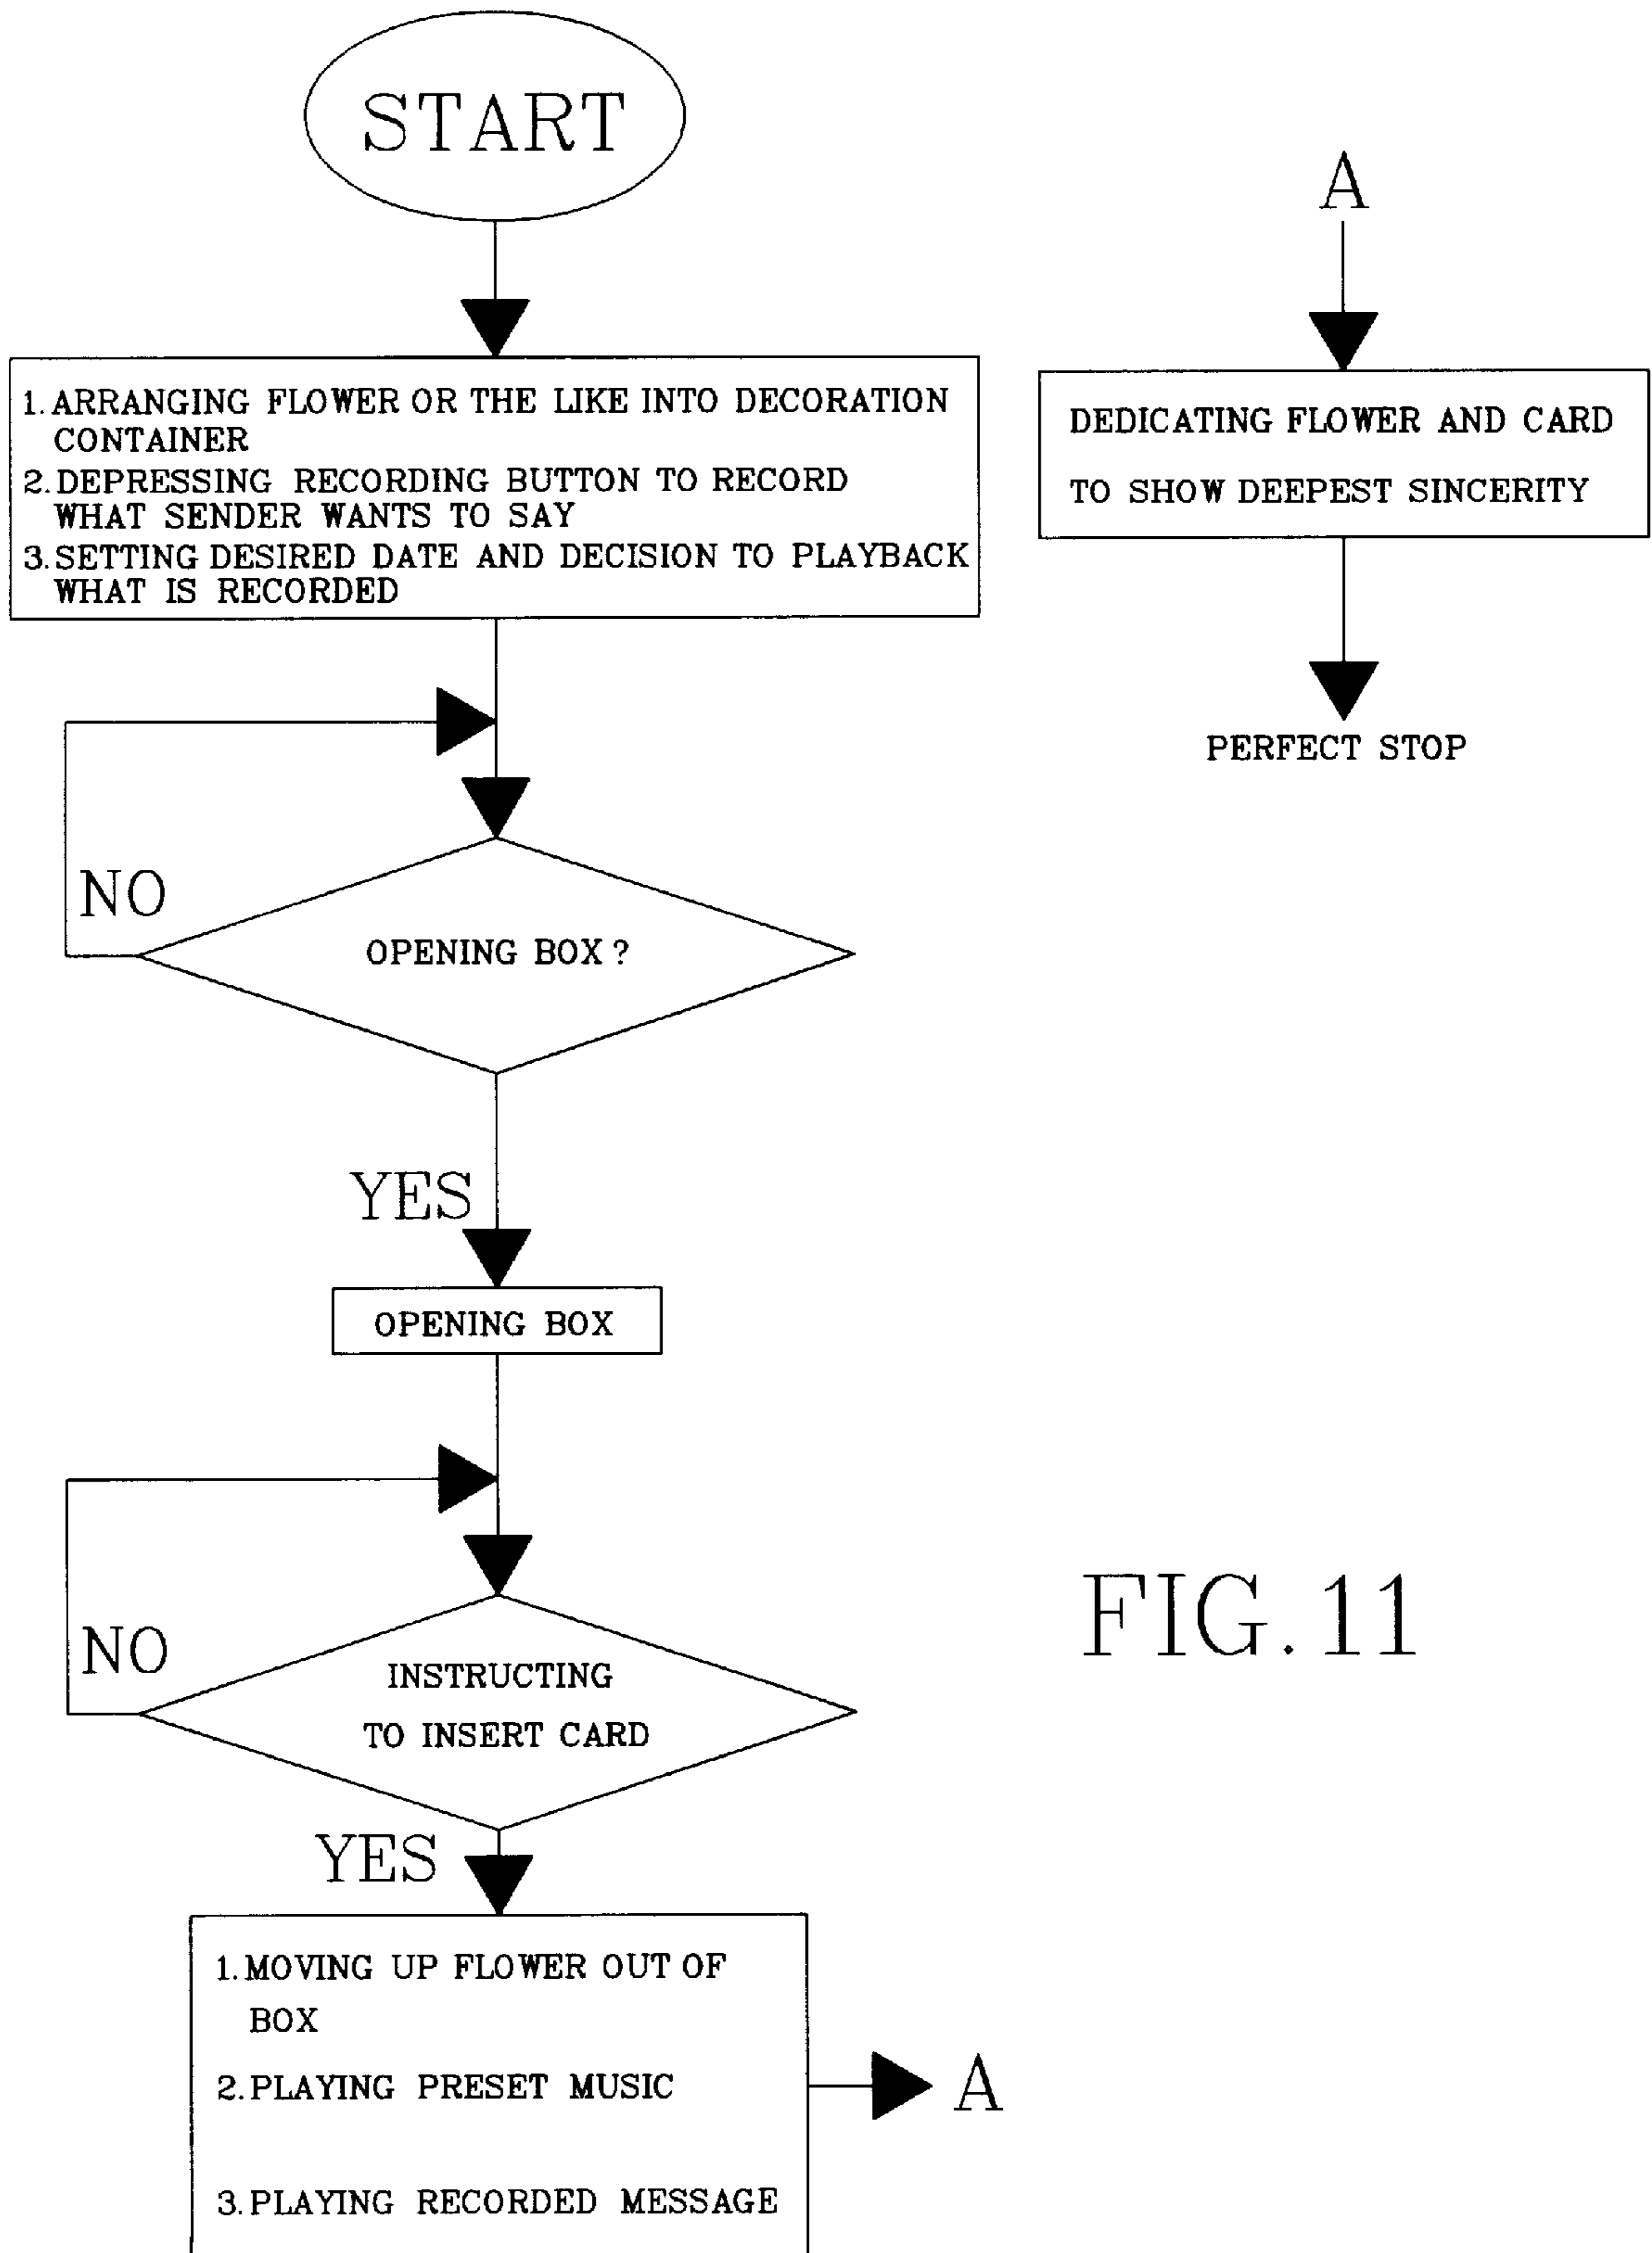 START
1. ARRANGING FLOWER OR THE LIKE INTO DECORATION
CONTAINER
2. DEPRESSING RECORDING BUTTON TO RECORD
WHAT SENDER WANTS TO SAY
3. SETTING DESIRED DATE AND DECISION TO PLAYBACK
WHAT IS RECORDED
NO
OPENING BOX?
YES
OPENING BOX
NO
INSTRUCTING
TO INSERT CARD
YES
1. MOVING UP FLOWER OUT OF
BOX
2. PLAYING PRESET MUSIC
3. PLAYING RECORDED MESSAGE
A
A
DEDICATING FLOWER AND CARD
TO SHOW DEEPEST SINCERITY
PERFECT STOP
FIG. 11